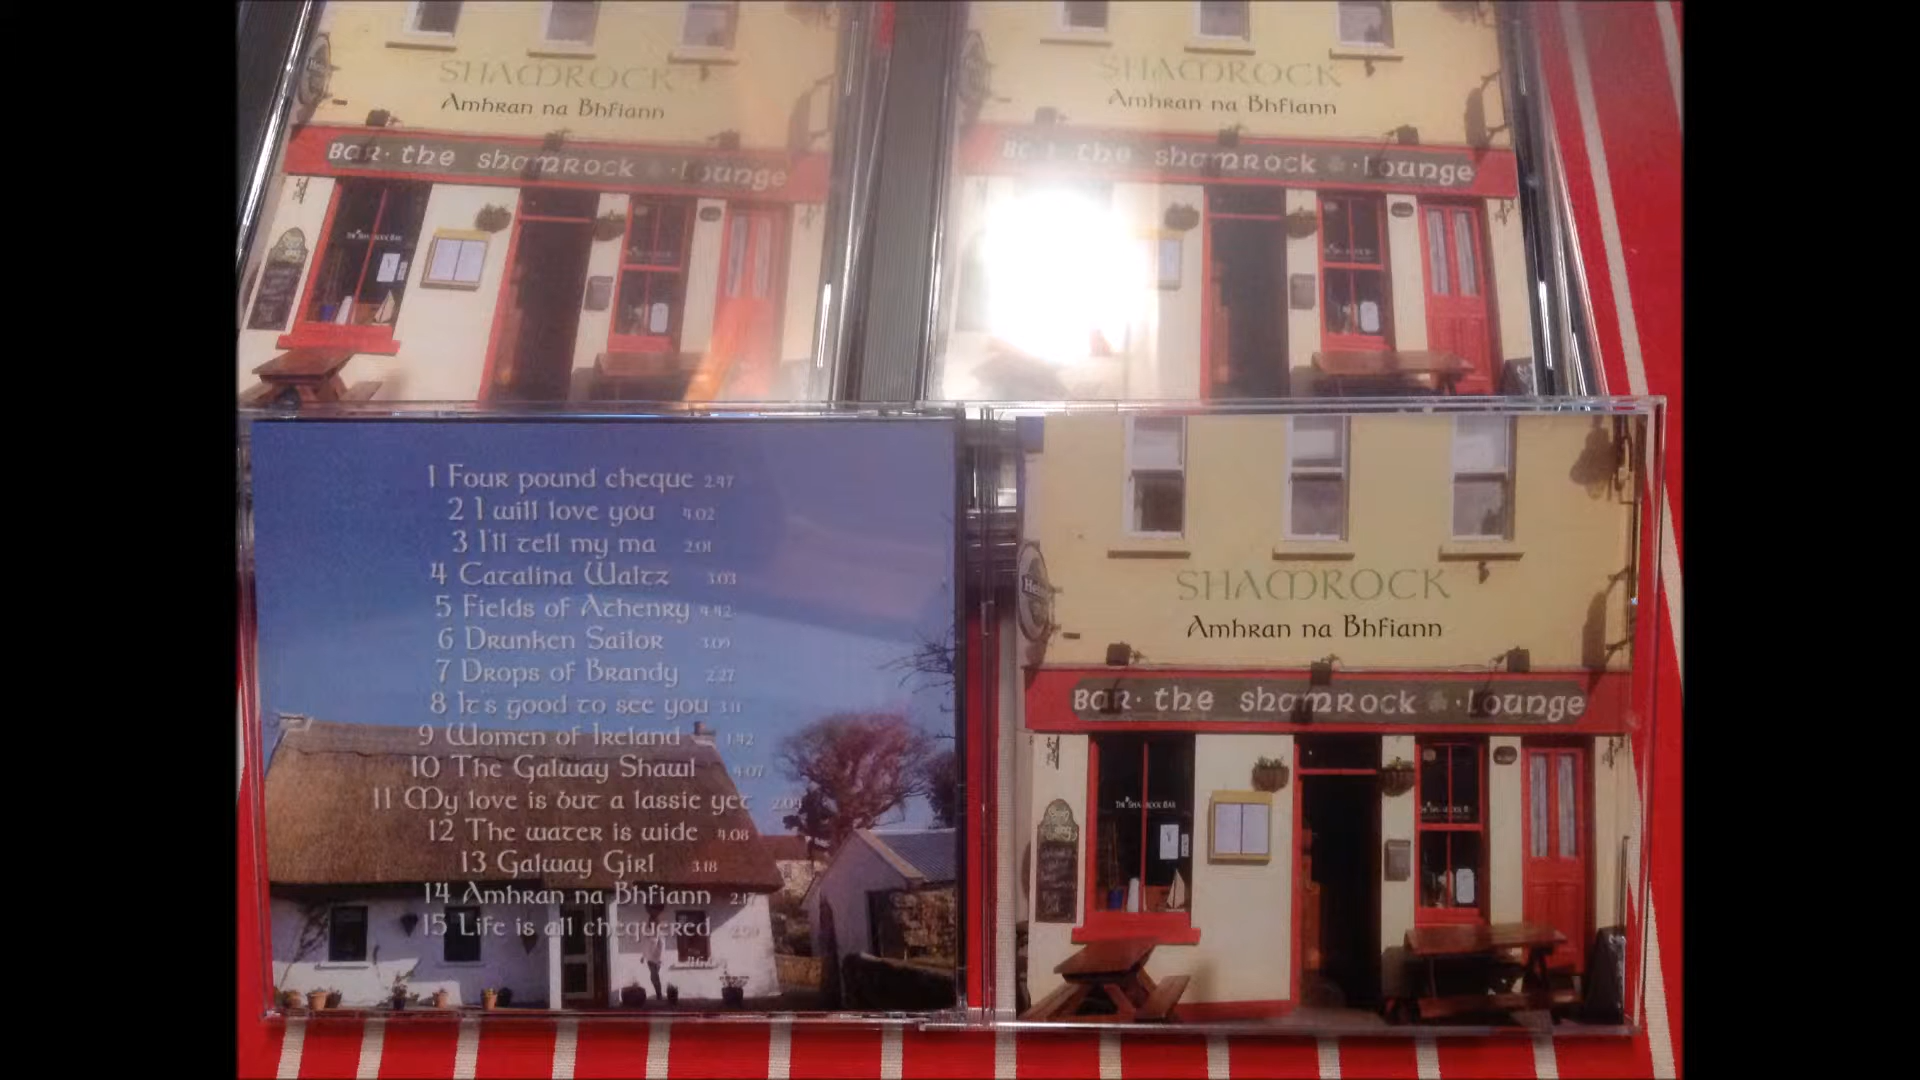 SHAMROCK
Amhran na Bhfiann
Bar · the shamrock · Lounge
SHAMROCK
Amhran na Bhfiann
the shamrock · Lounge
1 Four pound cheque 2.47
2 I will love you 4.02
3 I'll tell my ma 2.01
4 Catalina Waltz 3.03
5 Fields of Athenry 4.42
6 Drunken Sailor 3.09
7 Drops of Brandy 2.27
8 It's good to see you 3.11
9 Women of Ireland 1.42
10 The Galway Shawl 4.07
11 My love is but a lassie yet
12 The water is wide 4.08
13 Galway Girl 3.18
14 Amhran na Bhfiann 2.17
15 Life is all chequered
SHAMROCK
Amhran na Bhfiann
Bar · the shamrock · Lounge
The Shamrock Bar